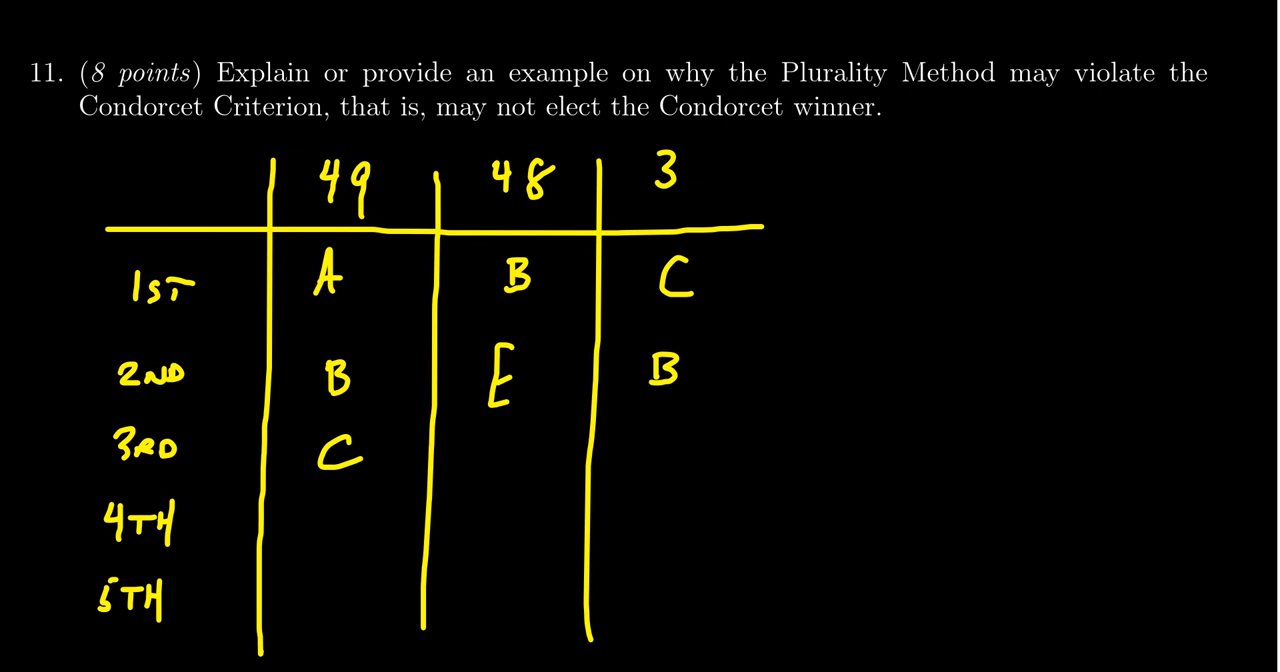 11. (8 points) Explain or provide an example on why the Plurality Method may violate the
Condorcet Criterion, that is, may not elect the Condorcet winner.
49 48 3
1ST A B C
2ND B E B
3RD C
4TH
5TH